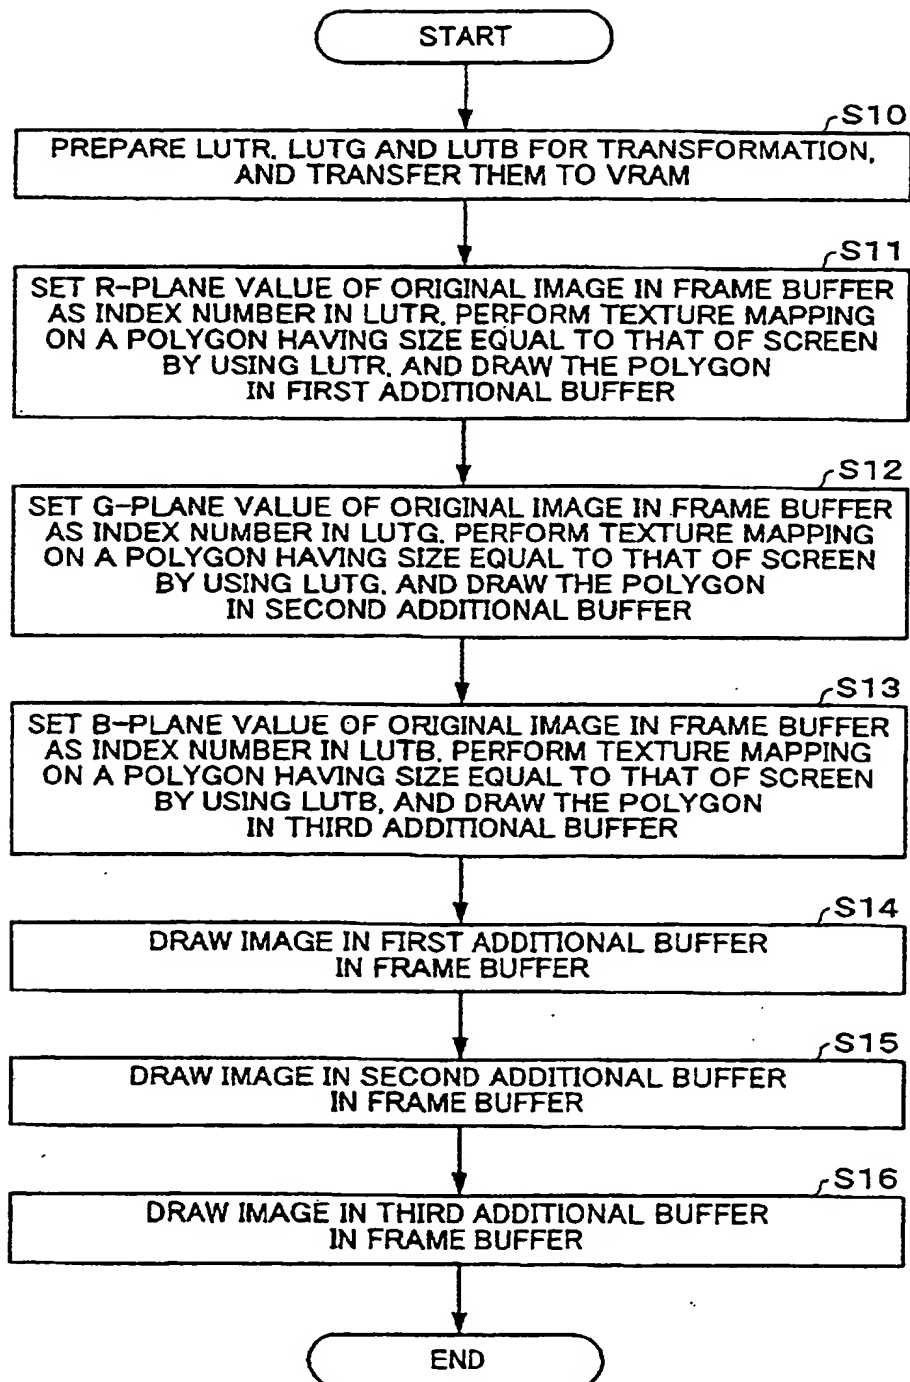 START
S10
PREPARE LUTR, LUTG AND LUTB FOR TRANSFORMATION,
AND TRANSFER THEM TO VRAM
S11
SET R-PLANE VALUE OF ORIGINAL IMAGE IN FRAME BUFFER
AS INDEX NUMBER IN LUTR, PERFORM TEXTURE MAPPING
ON A POLYGON HAVING SIZE EQUAL TO THAT OF SCREEN
BY USING LUTR, AND DRAW THE POLYGON
IN FIRST ADDITIONAL BUFFER
S12
SET G-PLANE VALUE OF ORIGINAL IMAGE IN FRAME BUFFER
AS INDEX NUMBER IN LUTG, PERFORM TEXTURE MAPPING
ON A POLYGON HAVING SIZE EQUAL TO THAT OF SCREEN
BY USING LUTG, AND DRAW THE POLYGON
IN SECOND ADDITIONAL BUFFER
S13
SET B-PLANE VALUE OF ORIGINAL IMAGE IN FRAME BUFFER
AS INDEX NUMBER IN LUTB, PERFORM TEXTURE MAPPING
ON A POLYGON HAVING SIZE EQUAL TO THAT OF SCREEN
BY USING LUTB, AND DRAW THE POLYGON
IN THIRD ADDITIONAL BUFFER
S14
DRAW IMAGE IN FIRST ADDITIONAL BUFFER
IN FRAME BUFFER
S15
DRAW IMAGE IN SECOND ADDITIONAL BUFFER
IN FRAME BUFFER
S16
DRAW IMAGE IN THIRD ADDITIONAL BUFFER
IN FRAME BUFFER
END